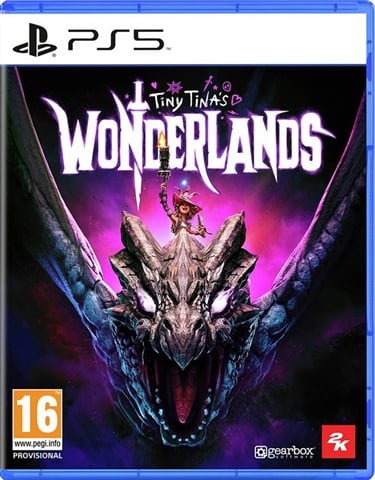 PS5
TINY TINA'S
WONDERLANDS
16
www.pegi.info
PROVISIONAL
gearbox
software
2K